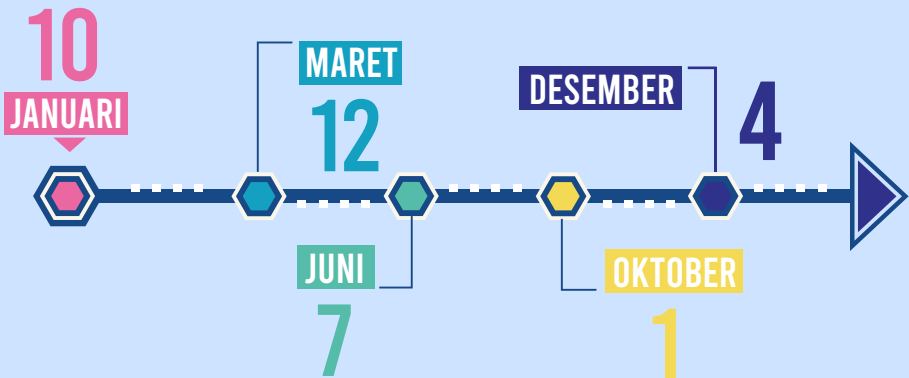 10
JANUARI
MARET
12
JUNI
7
OKTOBER
1
DESEMBER
4